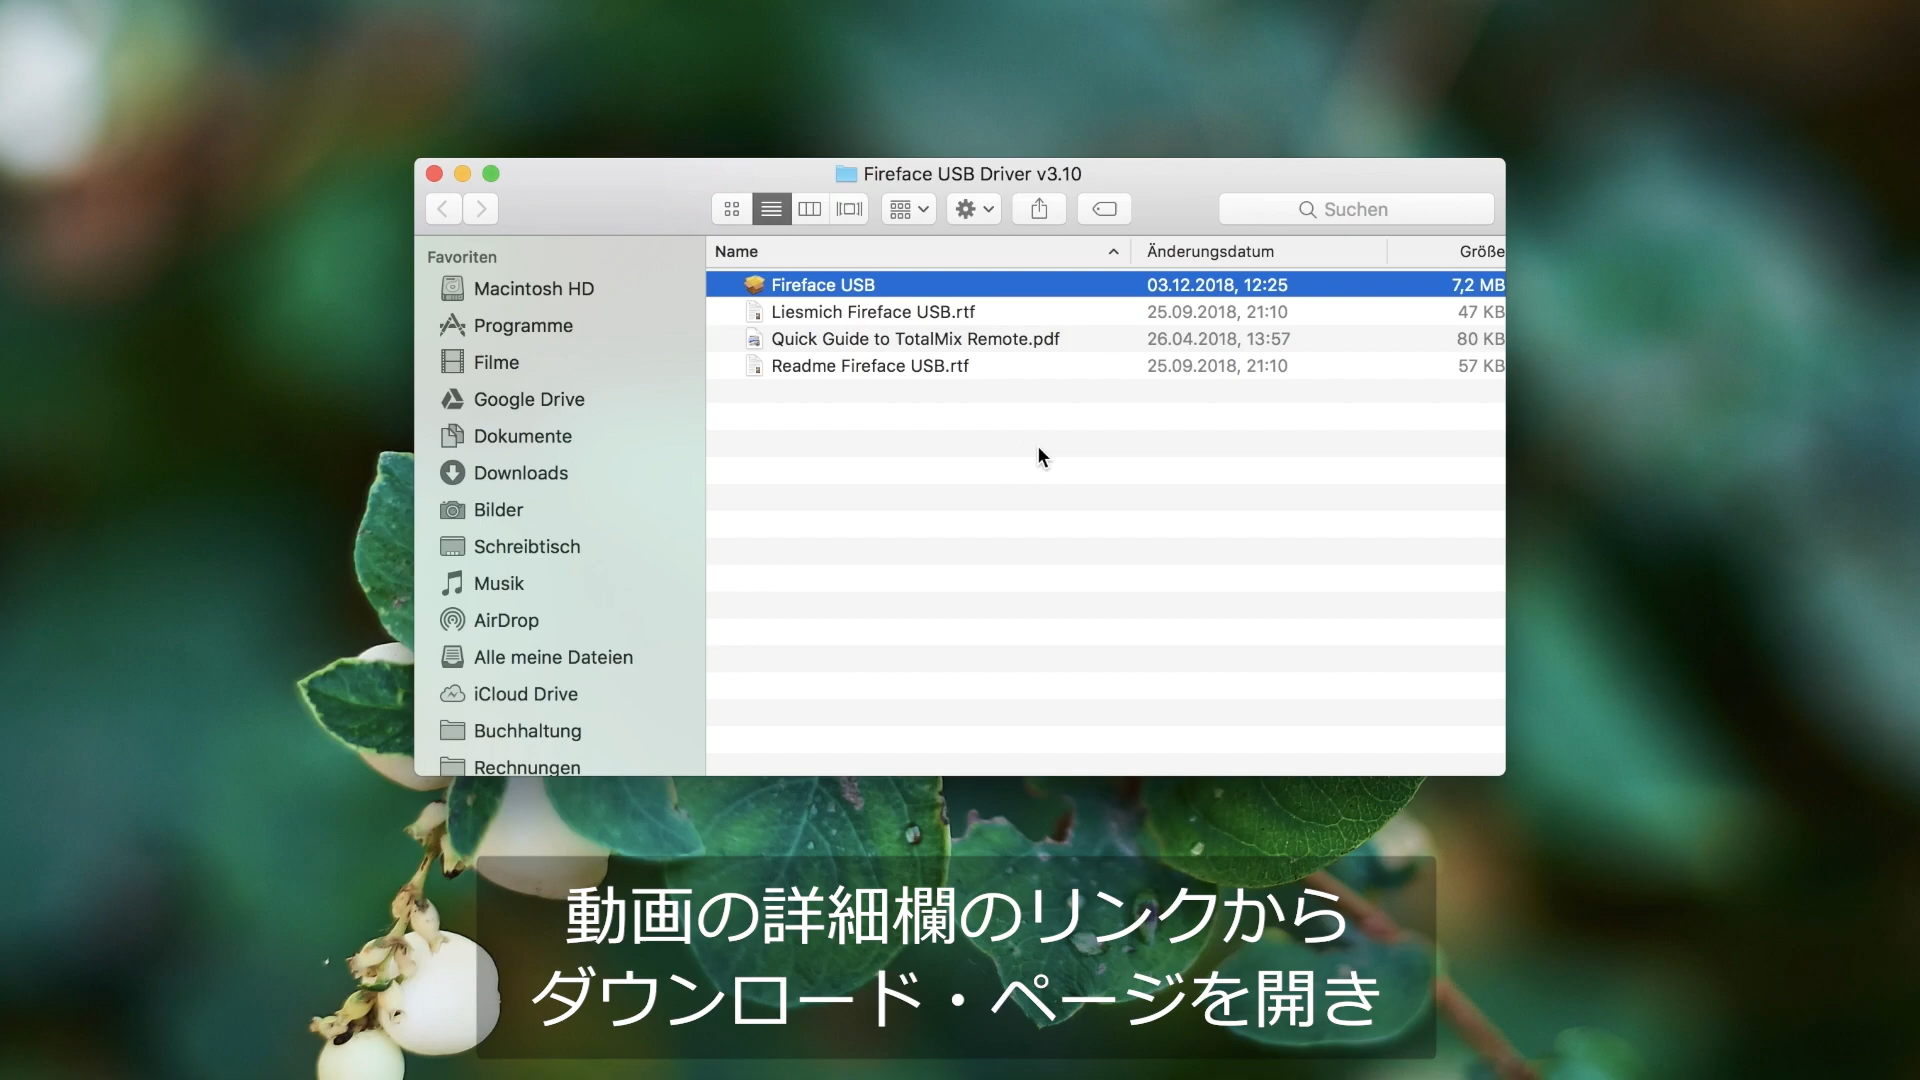 Fireface USB Driver v3.10
Suchen
Favoriten
Macintosh HD
Programme
Filme
Google Drive
Dokumente
Downloads
Bilder
Schreibtisch
Musik
AirDrop
Alle meine Dateien
iCloud Drive
Buchhaltung
Rechnungen
Name Änderungsdatum Größe
Fireface USB 03.12.2018, 12:25 7,2 MB
Liesmich Fireface USB.rtf 25.09.2018, 21:10 47 KB
Quick Guide to TotalMix Remote.pdf 26.04.2018, 13:57 80 KB
Readme Fireface USB.rtf 25.09.2018, 21:10 57 KB
動画の詳細欄のリンクから
ダウンロード・ページを開き